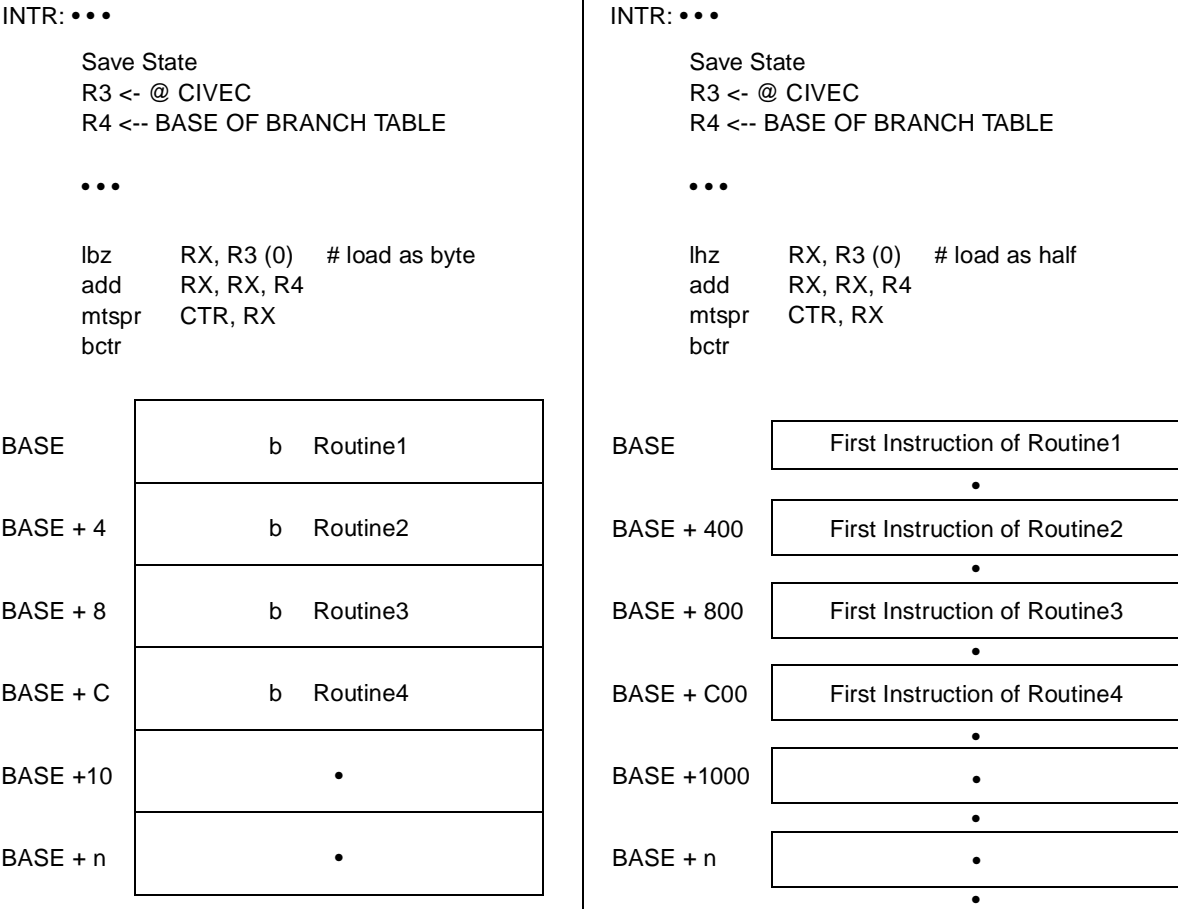 INTR: • • •
Save State
R3 <- @ CIVEC
R4 <-- BASE OF BRANCH TABLE
• • •
lbz RX, R3 (0) # load as byte
add RX, RX, R4
mtspr CTR, RX
bctr
BASE b Routine1
BASE + 4 b Routine2
BASE + 8 b Routine3
BASE + C b Routine4
BASE +10 •
BASE + n •
INTR: • • •
Save State
R3 <- @ CIVEC
R4 <-- BASE OF BRANCH TABLE
• • •
lhz RX, R3 (0) # load as half
add RX, RX, R4
mtspr CTR, RX
bctr
BASE First Instruction of Routine1
•
BASE + 400 First Instruction of Routine2
•
BASE + 800 First Instruction of Routine3
•
BASE + C00 First Instruction of Routine4
•
BASE +1000 •
•
BASE + n •
•